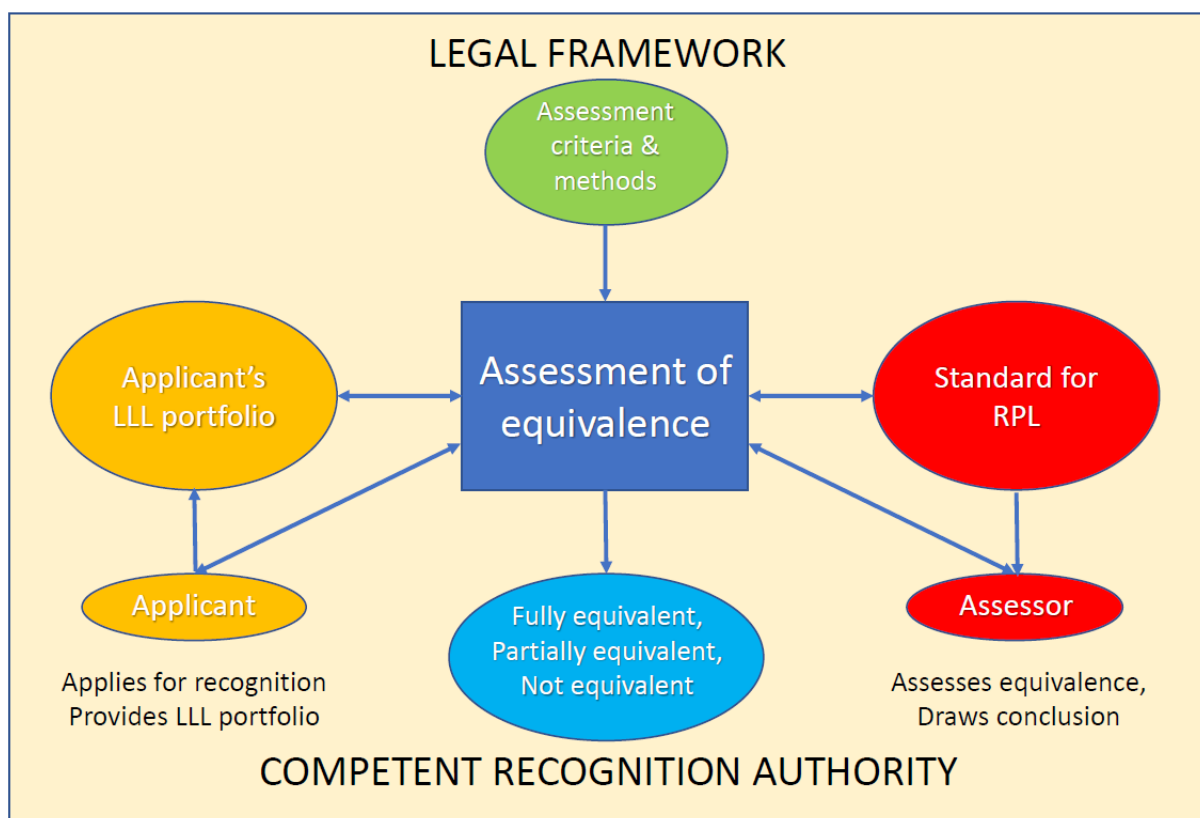 LEGAL FRAMEWORK
Assessment
criteria &
methods
Applicant’s
LLL portfolio
Assessment of
equivalence
Standard for
RPL
Applicant
Fully equivalent,
Partially equivalent,
Not equivalent
Assessor
Applies for recognition
Provides LLL portfolio
Assesses equivalence,
Draws conclusion
COMPETENT RECOGNITION AUTHORITY